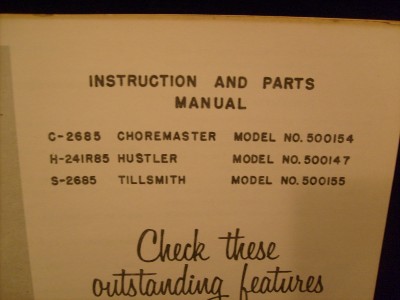 INSTRUCTION AND PARTS
MANUAL
C-2685 CHOREMASTER MODEL NO. 500154
H-241R85 HUSTLER MODEL NO. 500147
S-2685 TILLSMITH MODEL NO. 500155
Check these
outstanding features